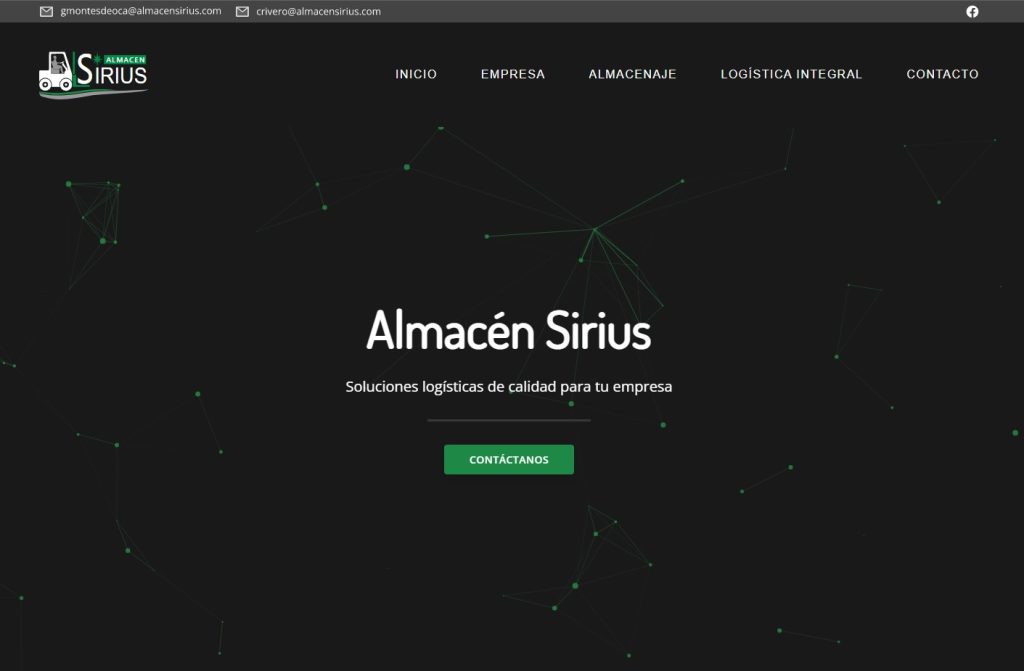 gmontesdeoca@almacensirius.com crivero@almacensirius.com
ALMACEN
SIRIUS
INICIO EMPRESA ALMACENAJE LOGÍSTICA INTEGRAL CONTACTO
Almacén Sirius
Soluciones logísticas de calidad para tu empresa
CONTÁCTANOS